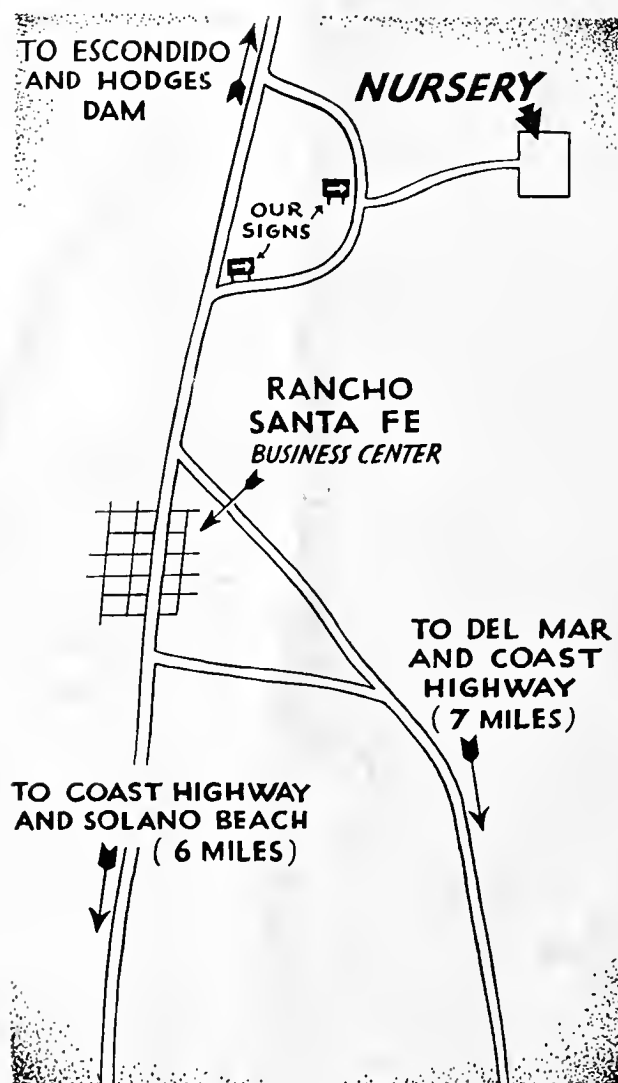 TO ESCONDIDO
AND HODGES
DAM
NURSERY
OUR
SIGNS
RANCHO
SANTA FE
BUSINESS CENTER
TO DEL MAR
AND COAST
HIGHWAY
( 7 MILES)
TO COAST HIGHWAY
AND SOLANO BEACH
( 6 MILES)